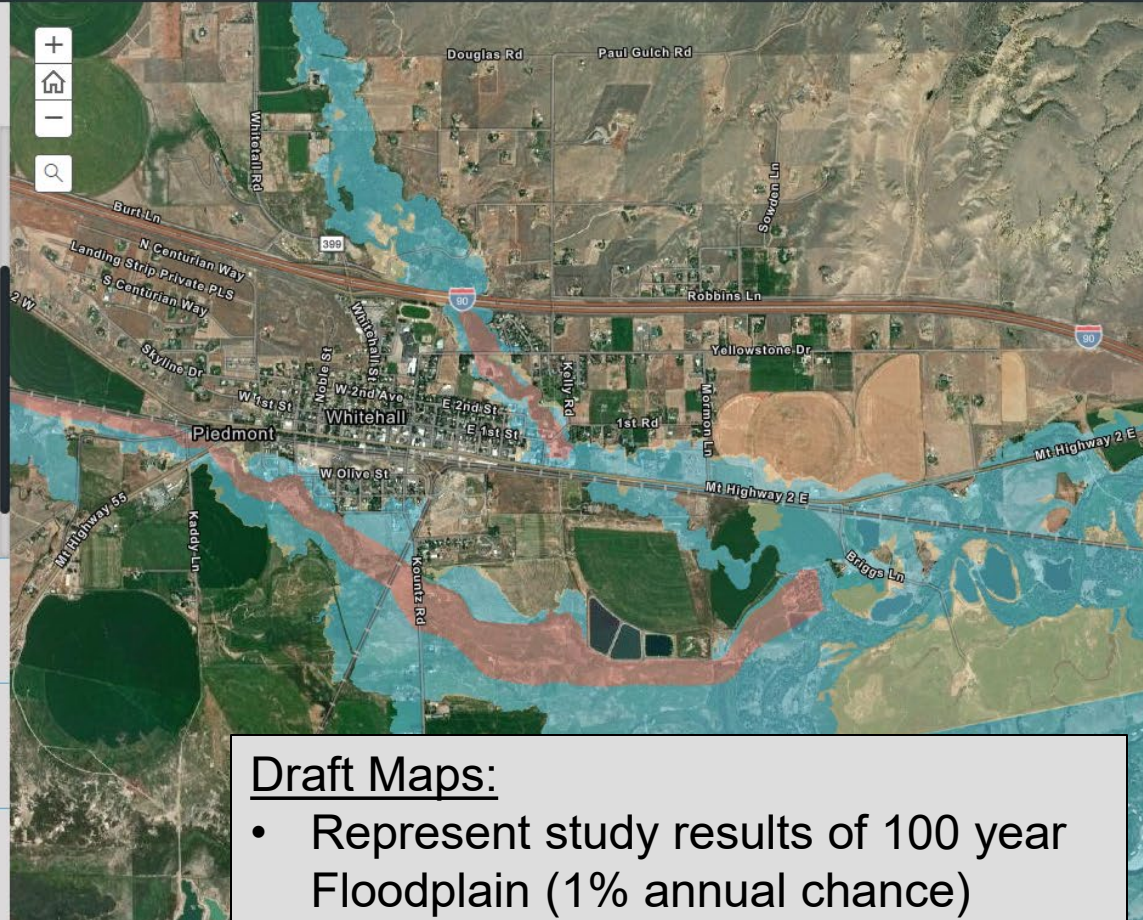 +
−
Douglas Rd
Paul Gulch Rd
Whitetail Rd
Sowden Ln
Burt Ln
399
N Centurian Way
Landing Strip Private PLS
S Centurian Way
2 W
90
Robbins Ln
90
Whitehall St
Yellowstone Dr
Skyline Dr
Noble St
Kelly Rd
W 2nd Ave
Mormon Ln
W 1st St
E 2nd St
Whitehall
E 1st St
1st Rd
Piedmont
Mt Highway 2 E
W Olive St
Mt Highway 2 E
Mt Highway 55
Kaddy Ln
Kountz Rd
Briggs Ln
Draft Maps:
• Represent study results of 100 year
Floodplain (1% annual chance)